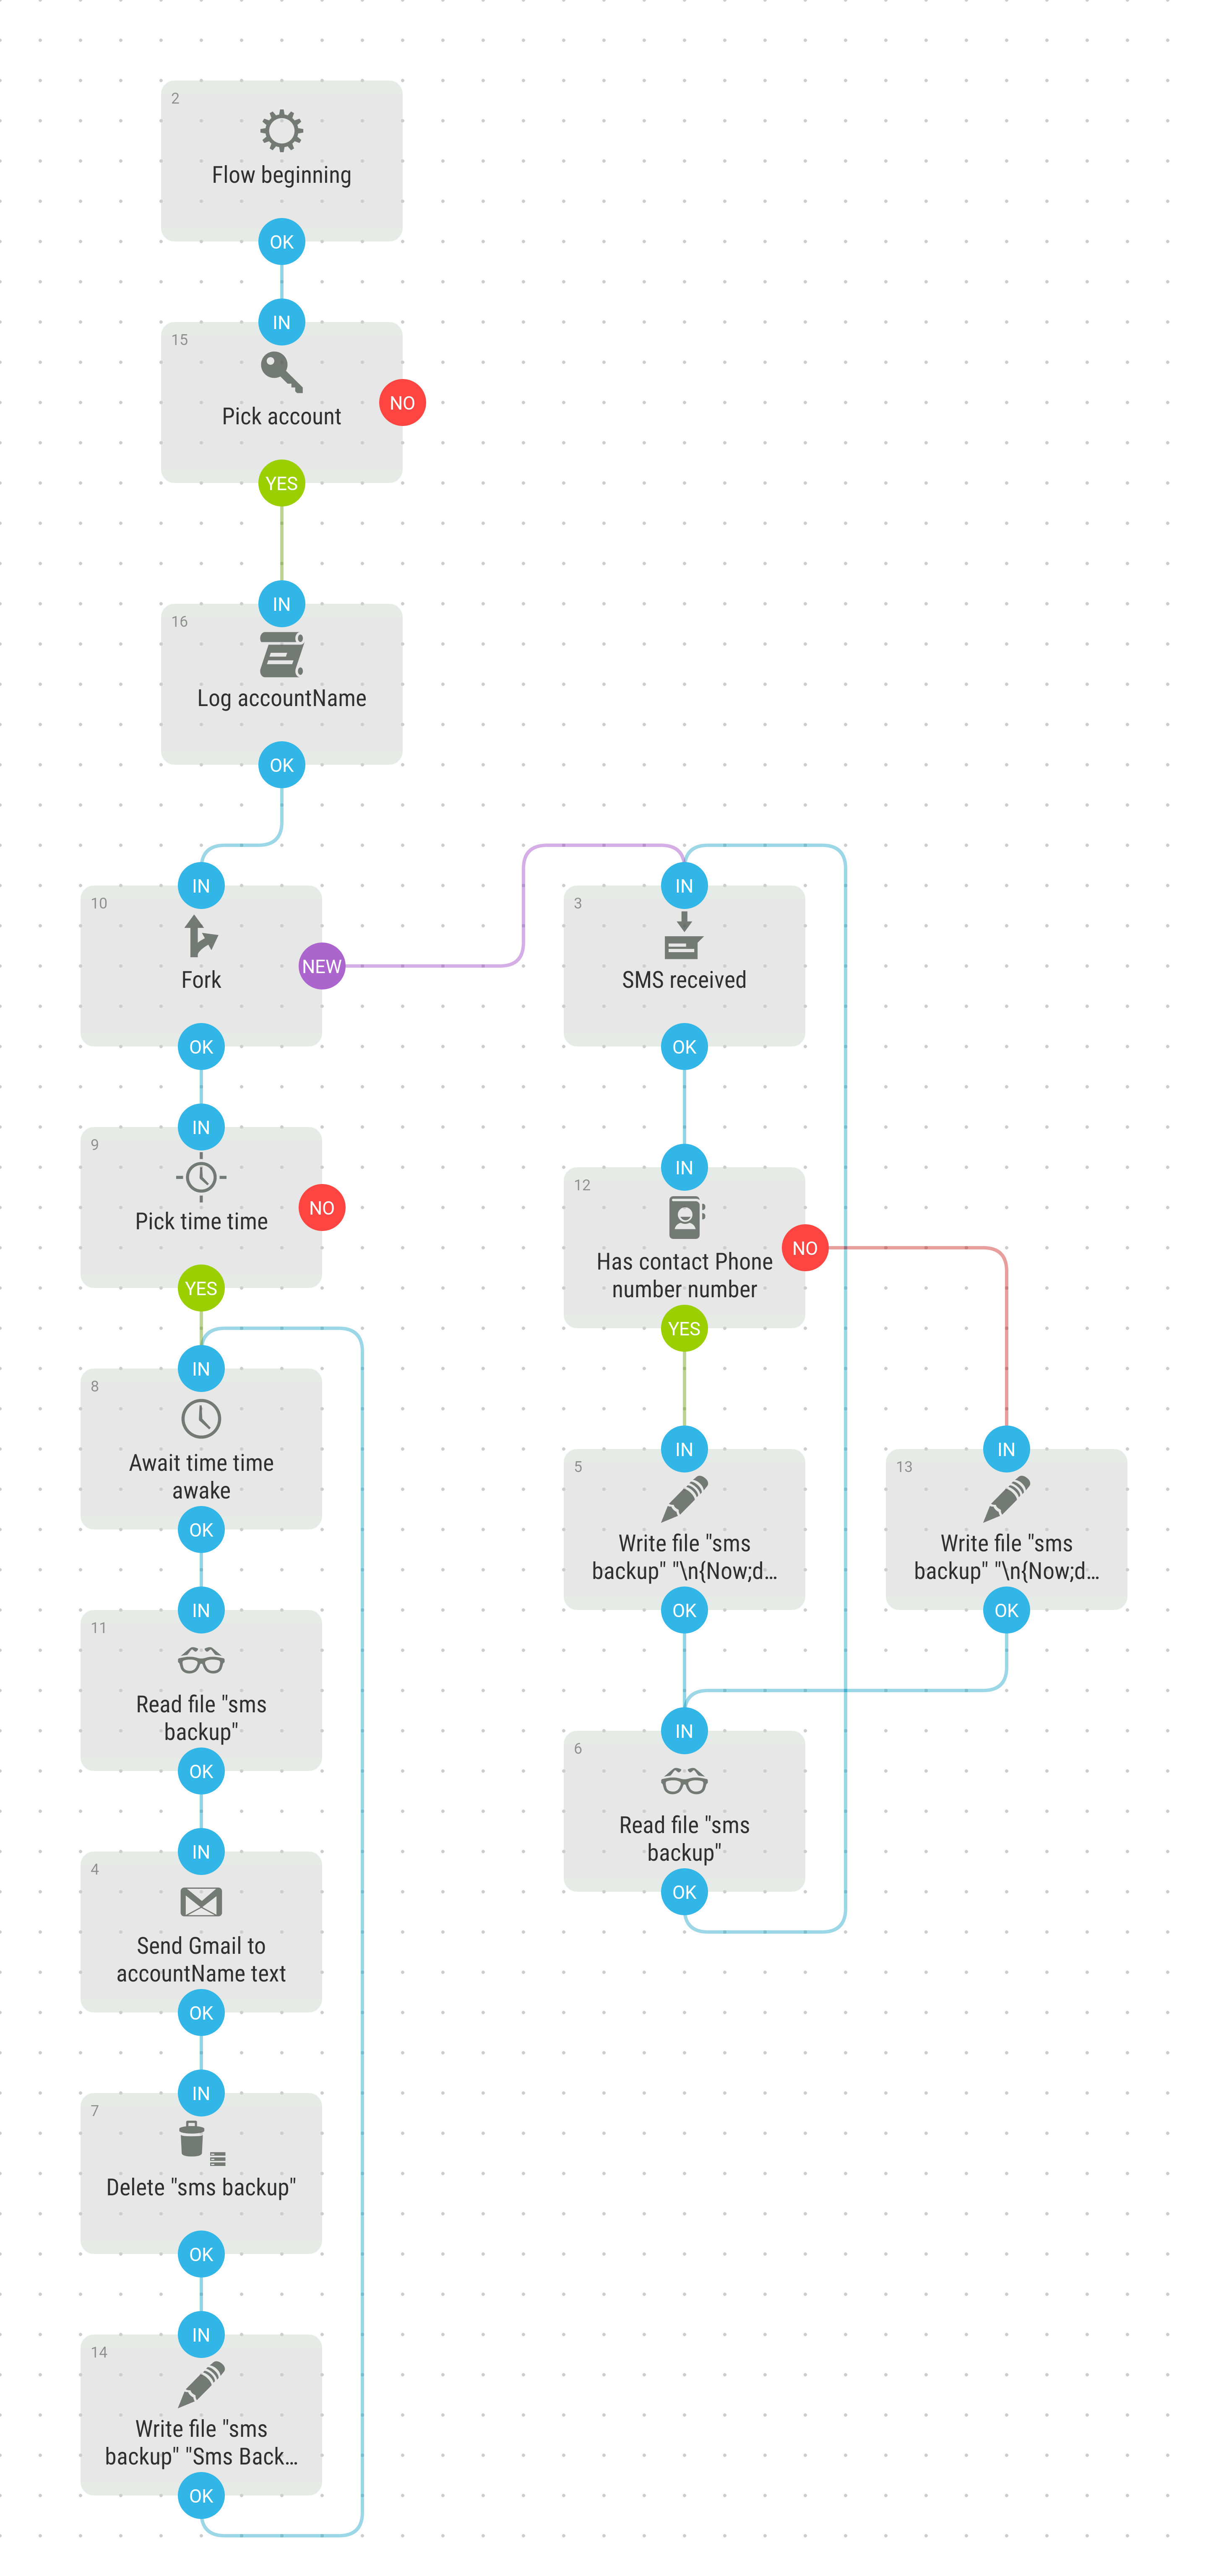 2
Flow beginning
OK
IN
15
Pick account
NO
YES
IN
16
Log accountName
OK
IN
10
Fork
NEW
OK
IN
9
Pick time time
NO
YES
IN
8
Await time time
awake
OK
IN
11
Read file "sms
backup"
OK
IN
4
Send Gmail to
accountName text
OK
IN
7
Delete "sms backup"
OK
IN
14
Write file "sms
backup" "Sms Back...
OK
IN
3
SMS received
OK
IN
12
Has contact Phone
number number
NO
YES
IN
5
Write file "sms
backup" "\n{Now;d...
OK
IN
13
Write file "sms
backup" "\n{Now;d...
OK
IN
6
Read file "sms
backup"
OK